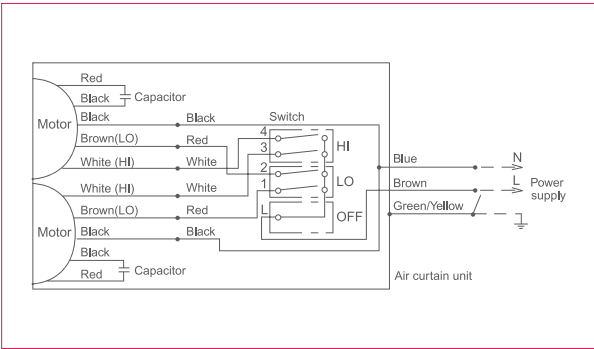 Red
Black
Capacitor
Black
Black
Switch
Motor
Brown(LO)
Red
4
HI
White (HI)
White
3
Blue
N
2
LO
White (HI)
White
1
Brown
L
Power
supply
Brown(LO)
Red
L
OFF
Green/Yellow
Motor
Black
Black
Black
Capacitor
Red
Air curtain unit